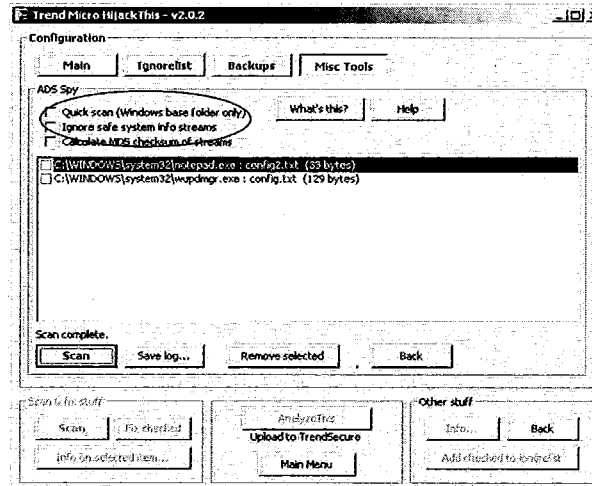 Trend Micro HiJackThis - v2.0.2
Configuration
Main Ignorelist Backups Misc Tools
ADS Spy
Quick scan (Windows base folder only)
Ignore safe system info streams
Calculate MD5 checksum of streams
What's this? Help
C:\WINDOWS\system32\notepad.exe : config2.txt (33 bytes)
C:\WINDOWS\system32\wupdmgr.exe : config.txt (129 bytes)
Scan complete.
Scan Save log... Remove selected Back
Scan & fix stuff
Scan Fix checked
Info on selected item...
AnalyzeThis
Upload to TrendSecure
Main Menu
Other stuff
Info... Back
Add checked to ignorelist